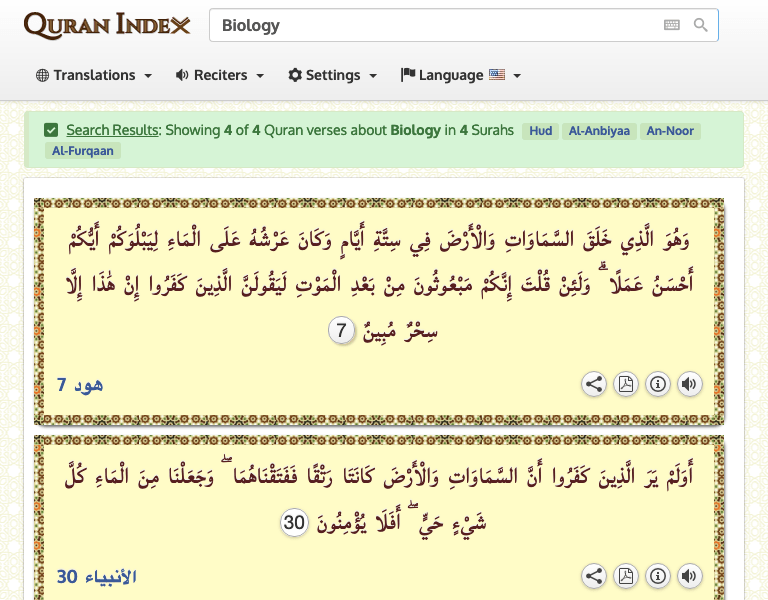 QURAN INDEX
Biology
Translations Reciters Settings Language
Search Results: Showing 4 of 4 Quran verses about Biology in 4 Surahs Hud Al-Anbiyaa An-Noor
Al-Furqaan
وَهُوَ الَّذِي خَلَقَ السَّمَاوَاتِ وَالْأَرْضَ فِي سِتَّةِ أَيَّامٍ وَكَانَ عَرْشُهُ عَلَى الْمَاءِ لِيَبْلُوَكُمْ أَيُّكُمْ
أَحْسَنُ عَمَلًا ۗ وَلَئِنْ قُلْتَ إِنَّكُمْ مَبْعُوثُونَ مِنْ بَعْدِ الْمَوْتِ لَيَقُولَنَّ الَّذِينَ كَفَرُوا إِنْ هَٰذَا إِلَّا
سِحْرٌ مُبِينٌ 7
هود 7
أَوَلَمْ يَرَ الَّذِينَ كَفَرُوا أَنَّ السَّمَاوَاتِ وَالْأَرْضَ كَانَتَا رَتْقًا فَفَتَقْنَاهُمَا ۖ وَجَعَلْنَا مِنَ الْمَاءِ كُلَّ
شَيْءٍ حَيٍّ ۖ أَفَلَا يُؤْمِنُونَ 30
الأنبياء 30